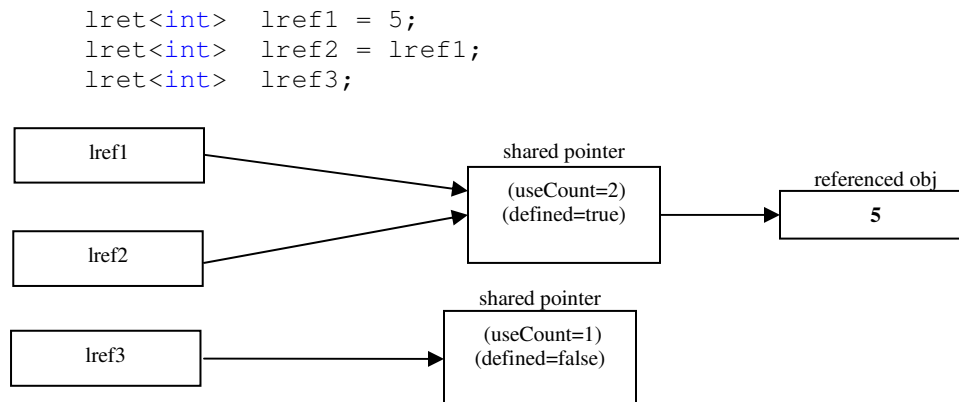 lret<int> lref1 = 5;
lret<int> lref2 = lref1;
lret<int> lref3;
lref1
shared pointer
(useCount=2)
(defined=true)
referenced obj
5
lref2
shared pointer
(useCount=1)
(defined=false)
lref3